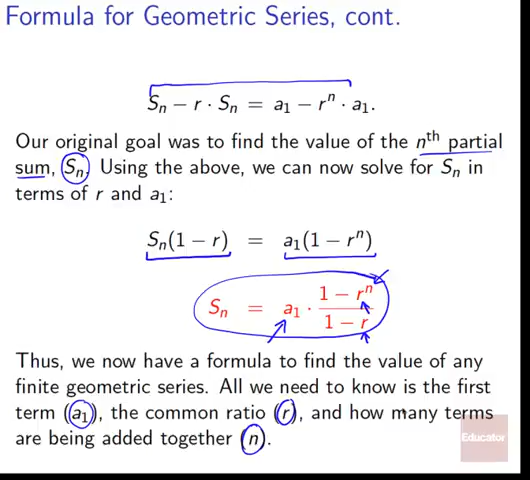 Formula for Geometric Series, cont.
Sₙ − r · Sₙ = a₁ − rⁿ · a₁.
Our original goal was to find the value of the nᵗʰ partial
sum, Sₙ. Using the above, we can now solve for Sₙ in
terms of r and a₁:
Sₙ(1 − r) = a₁(1 − rⁿ)
Sₙ = a₁ · (1 − rⁿ)/(1 − r)
Thus, we now have a formula to find the value of any
finite geometric series. All we need to know is the first
term (a₁), the common ratio (r), and how many terms
are being added together (n).
Educator